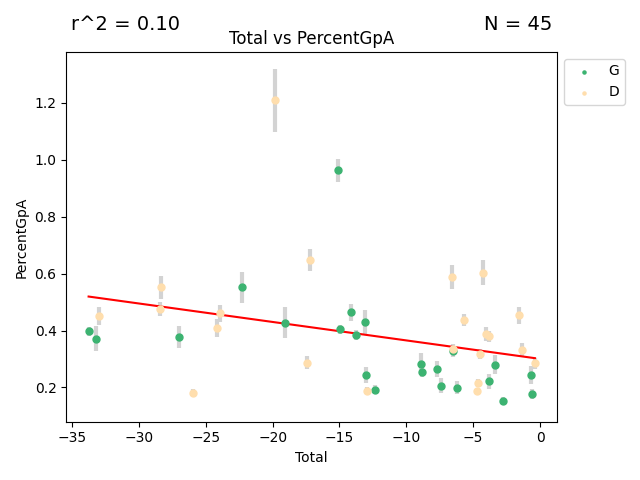 r^2 = 0.10
N = 45
Total vs PercentGpA
G
D
PercentGpA
1.2
1.0
0.8
0.6
0.4
0.2
−35
−30
−25
−20
−15
−10
−5
0
Total